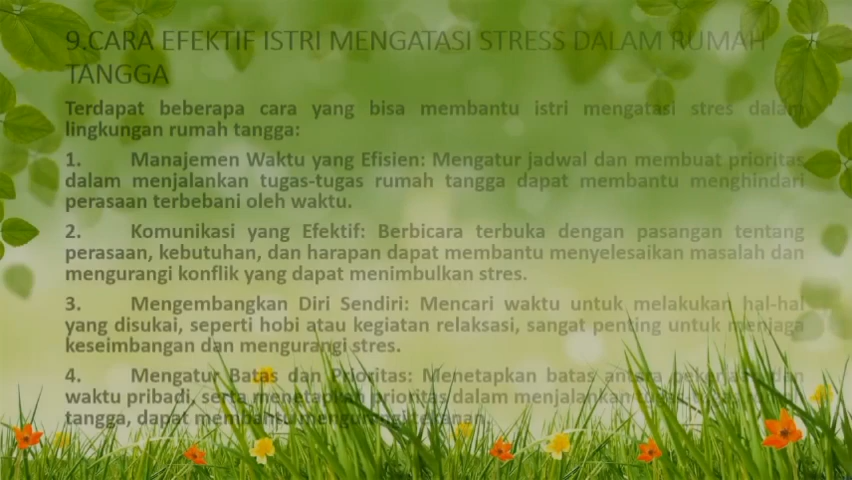 9.CARA EFEKTIF ISTRI MENGATASI STRESS DALAM RUMAH
TANGGA
Terdapat beberapa cara yang bisa membantu istri mengatasi stres dalam
lingkungan rumah tangga:
1. Manajemen Waktu yang Efisien: Mengatur jadwal dan membuat prioritas
dalam menjalankan tugas-tugas rumah tangga dapat membantu menghindari
perasaan terbebani oleh waktu.
2. Komunikasi yang Efektif: Berbicara terbuka dengan pasangan tentang
perasaan, kebutuhan, dan harapan dapat membantu menyelesaikan masalah dan
mengurangi konflik yang dapat menimbulkan stres.
3. Mengembangkan Diri Sendiri: Mencari waktu untuk melakukan hal-hal
yang disukai, seperti hobi atau kegiatan relaksasi, sangat penting untuk menjaga
keseimbangan dan mengurangi stres.
4. Mengatur Batas dan Prioritas: Menetapkan batas antara pekerjaan dan
waktu pribadi, serta menetapkan prioritas dalam menjalankan
tangga, dapat membantu mengurangi tekanan.